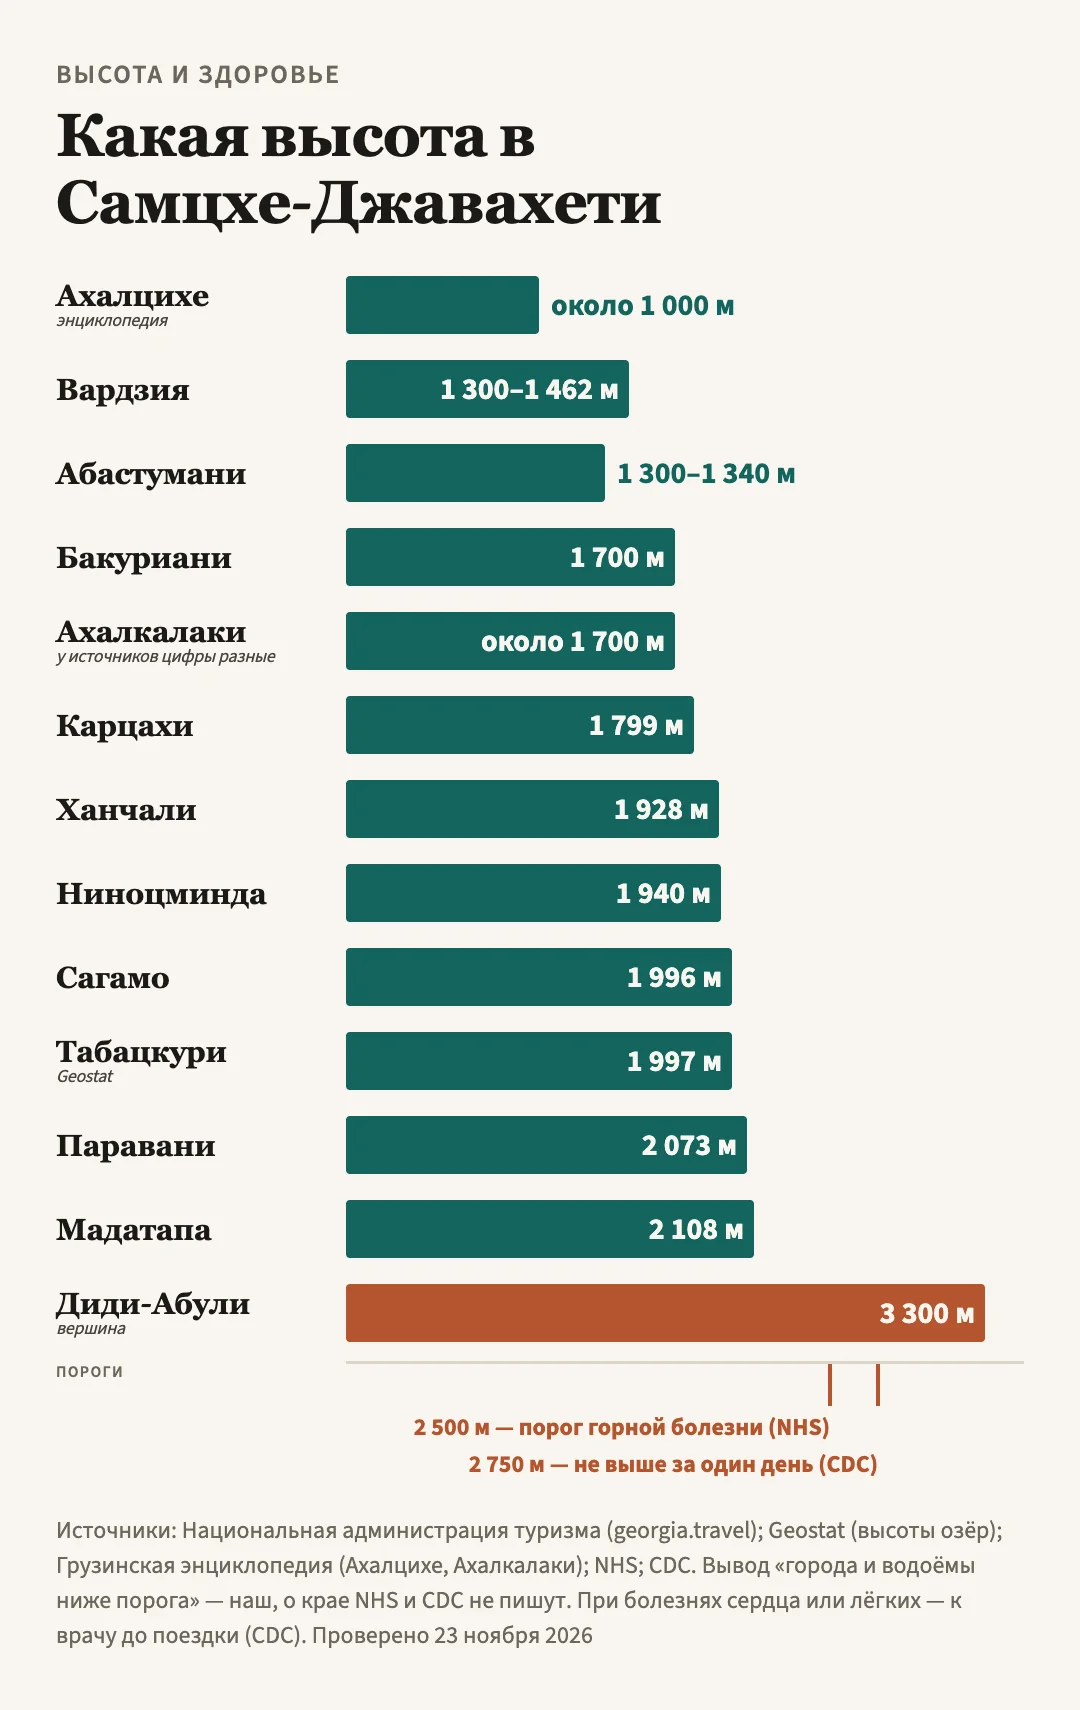 ВЫСОТА И ЗДОРОВЬЕ
Какая высота в
Самцхе-Джавахети
Ахалцихе
энциклопедия
около 1 000 м
Вардзия
1 300–1 462 м
Абастумани
1 300–1 340 м
Бакуриани
1 700 м
Ахалкалаки
у источников цифры разные
около 1 700 м
Карцахи
1 799 м
Ханчали
1 928 м
Ниноцминда
1 940 м
Сагамо
1 996 м
Табацкури
Geostat
1 997 м
Паравани
2 073 м
Мадатапа
2 108 м
Диди-Абули
вершина
3 300 м
ПОРОГИ
2 500 м — порог горной болезни (NHS)
2 750 м — не выше за один день (CDC)
Источники: Национальная администрация туризма (georgia.travel); Geostat (высоты озёр);
Грузинская энциклопедия (Ахалцихе, Ахалкалаки); NHS; CDC. Вывод «города и водоёмы
ниже порога» — наш, о крае NHS и CDC не пишут. При болезнях сердца или лёгких — к
врачу до поездки (CDC). Проверено 23 ноября 2026